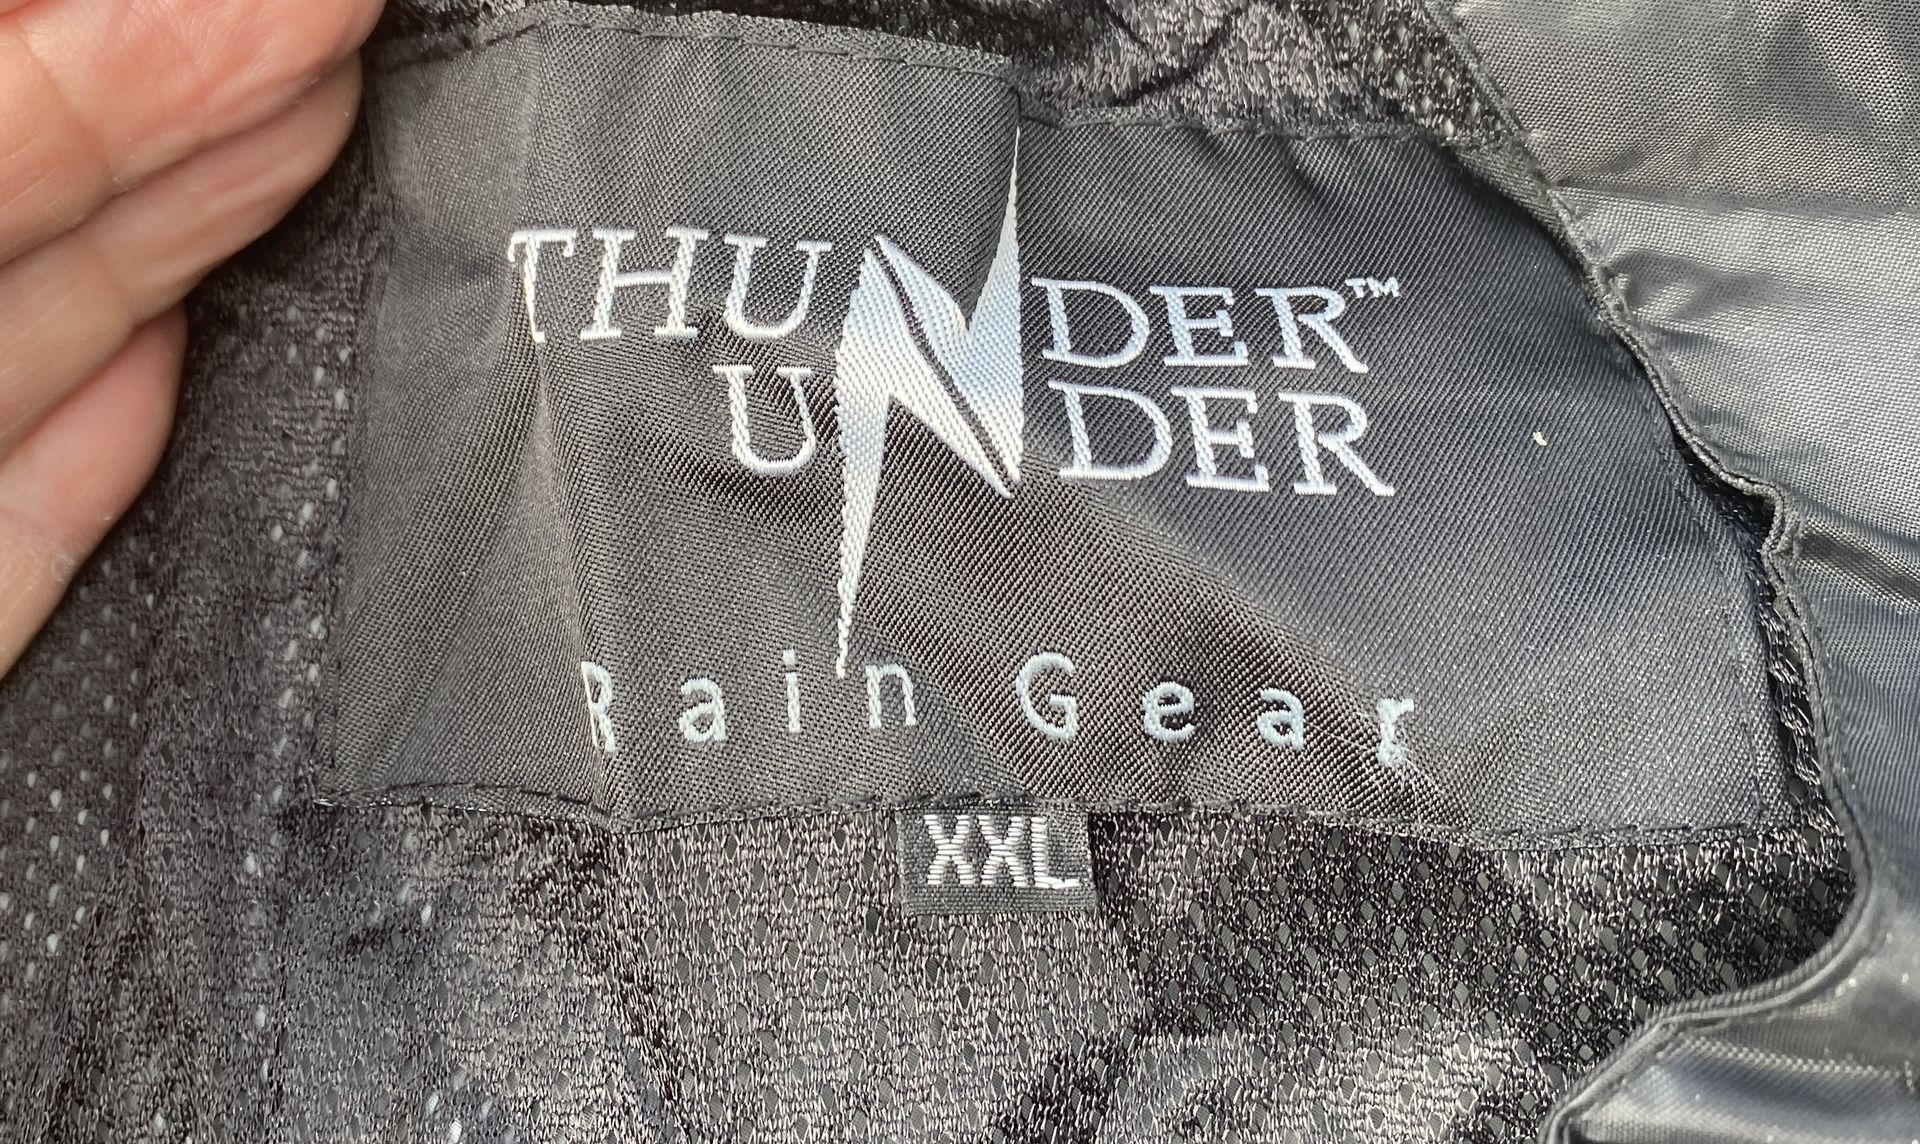 THUNDER™
UNDER
Rain Gear
XXL